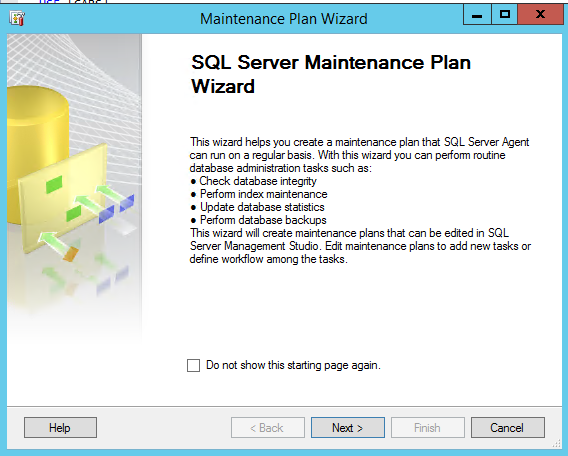 Maintenance Plan Wizard
SQL Server Maintenance Plan
Wizard
This wizard helps you create a maintenance plan that SQL Server Agent
can run on a regular basis. With this wizard you can perform routine
database administration tasks such as:
● Check database integrity
● Perform index maintenance
● Update database statistics
● Perform database backups
This wizard will create maintenance plans that can be edited in SQL
Server Management Studio. Edit maintenance plans to add new tasks or
define workflow among the tasks.
Do not show this starting page again.
Help
< Back
Next >
Finish
Cancel